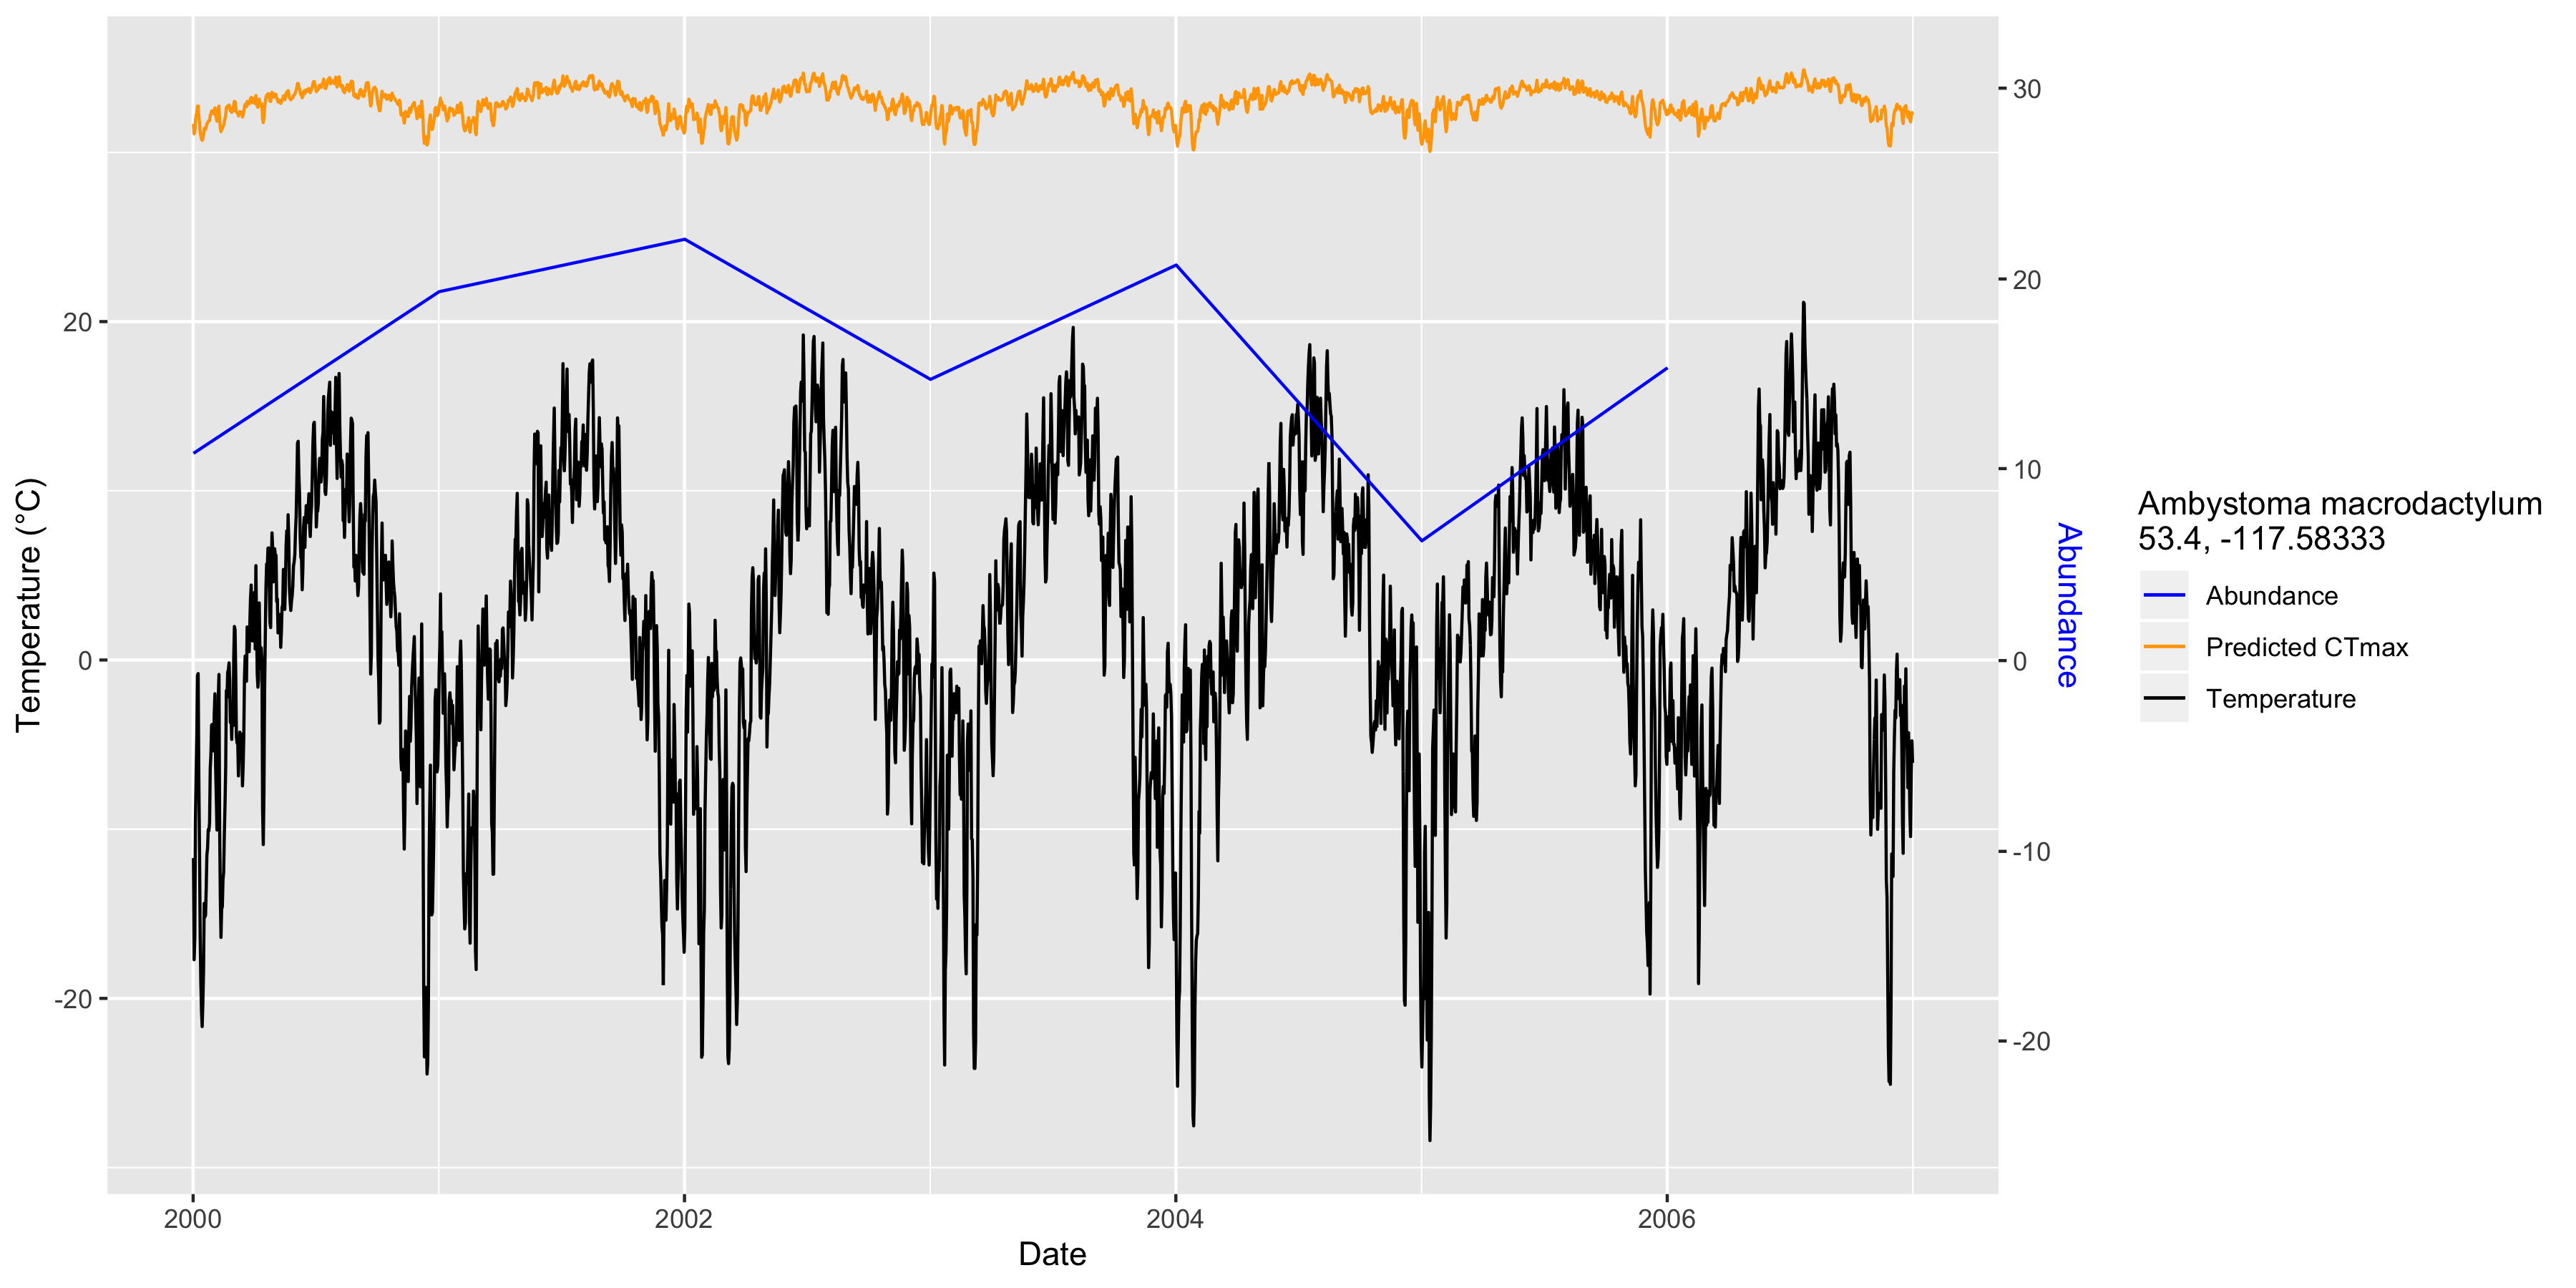 Temperature (°C)
20
0
-20
2000
2002
2004
2006
Date
30
20
10
0
-10
-20
Abundance
Ambystoma macrodactylum
53.4, -117.58333
Abundance
Predicted CTmax
Temperature